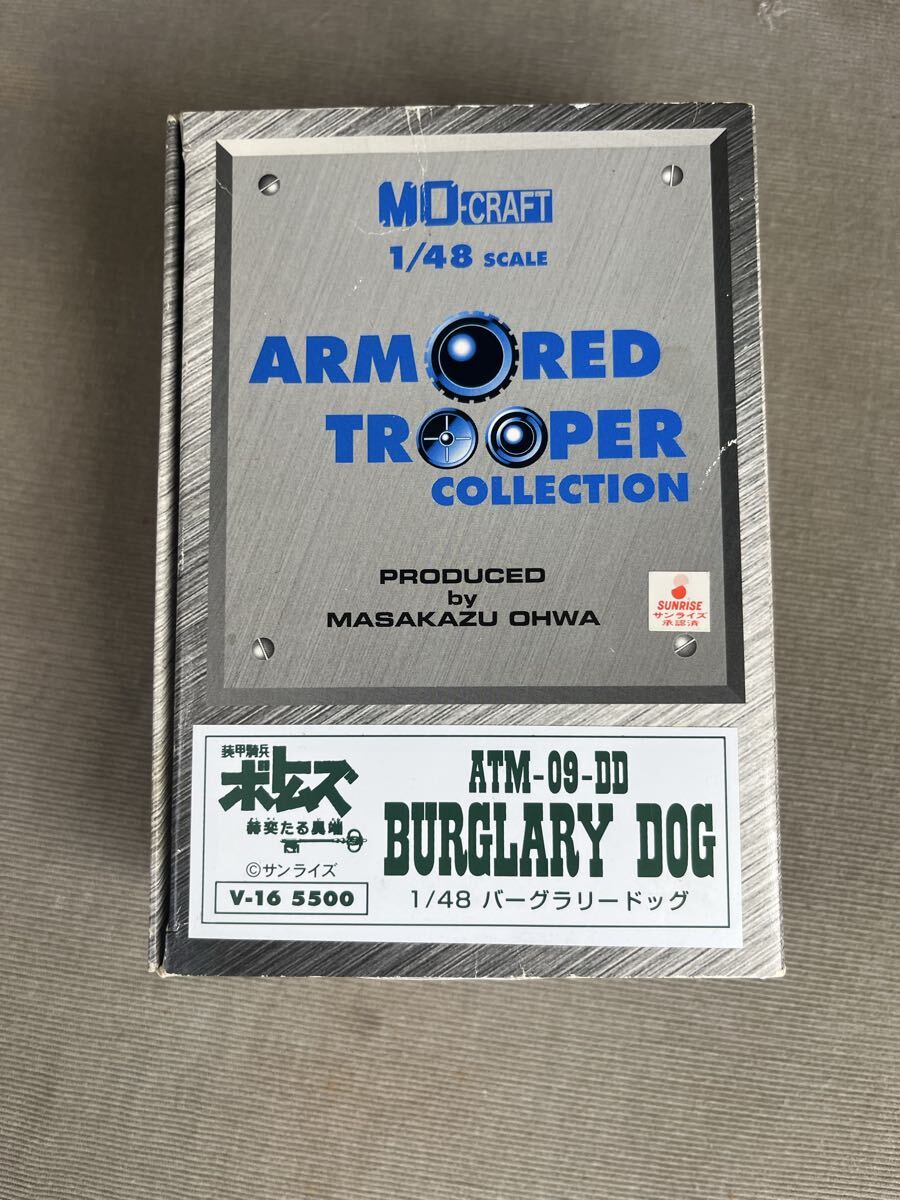 MO-CRAFT
1/48 SCALE
ARMORED
TROOPER
COLLECTION
PRODUCED
by
MASAKAZU OHWA
SUNRISE
サンライズ
承認済
装甲騎兵
ボトムズ
赫奕たる異端
©サンライズ
V-16 5500
ATM-09-DD
BURGLARY DOG
1/48 バーグラリードッグ